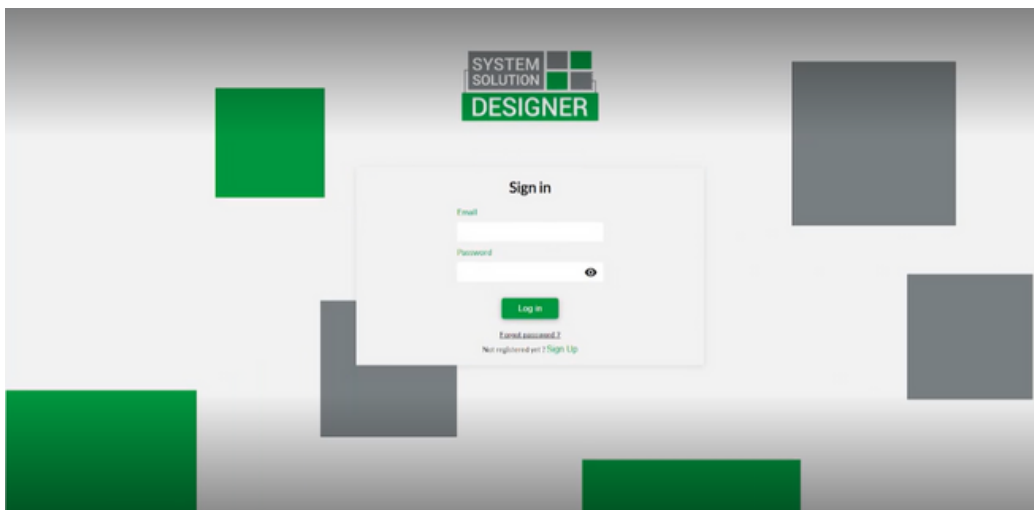 SYSTEM
SOLUTION
DESIGNER
Sign in
Email
Password
Log in
Forgot password ?
Not registered yet ? Sign Up